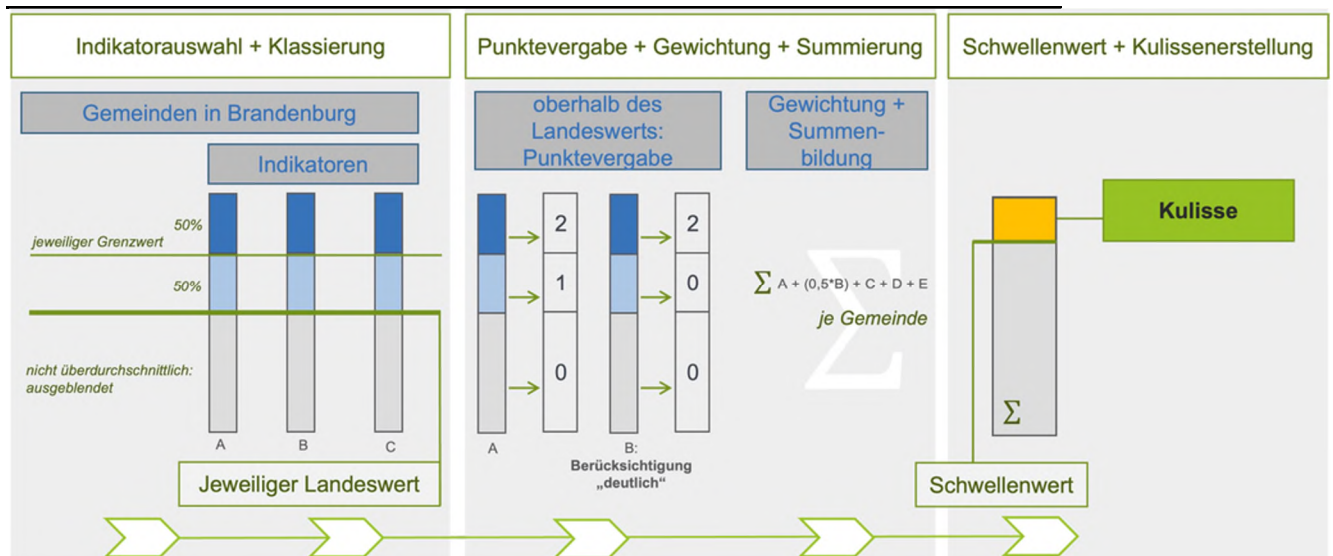 Indikatorauswahl + Klassierung
Gemeinden in Brandenburg
Indikatoren
50%
jeweiliger Grenzwert
50%
nicht überdurchschnittlich:
ausgeblendet
A
B
C
Jeweiliger Landeswert
Punktevergabe + Gewichtung + Summierung
oberhalb des
Landeswerts:
Punktevergabe
2
1
0
A
2
0
0
B:
Berücksichtigung
„deutlich“
Gewichtung +
Summen-
bildung
∑ A + (0,5*B) + C + D + E
je Gemeinde
Σ
Schwellenwert + Kulissenerstellung
Kulisse
Σ
Schwellenwert